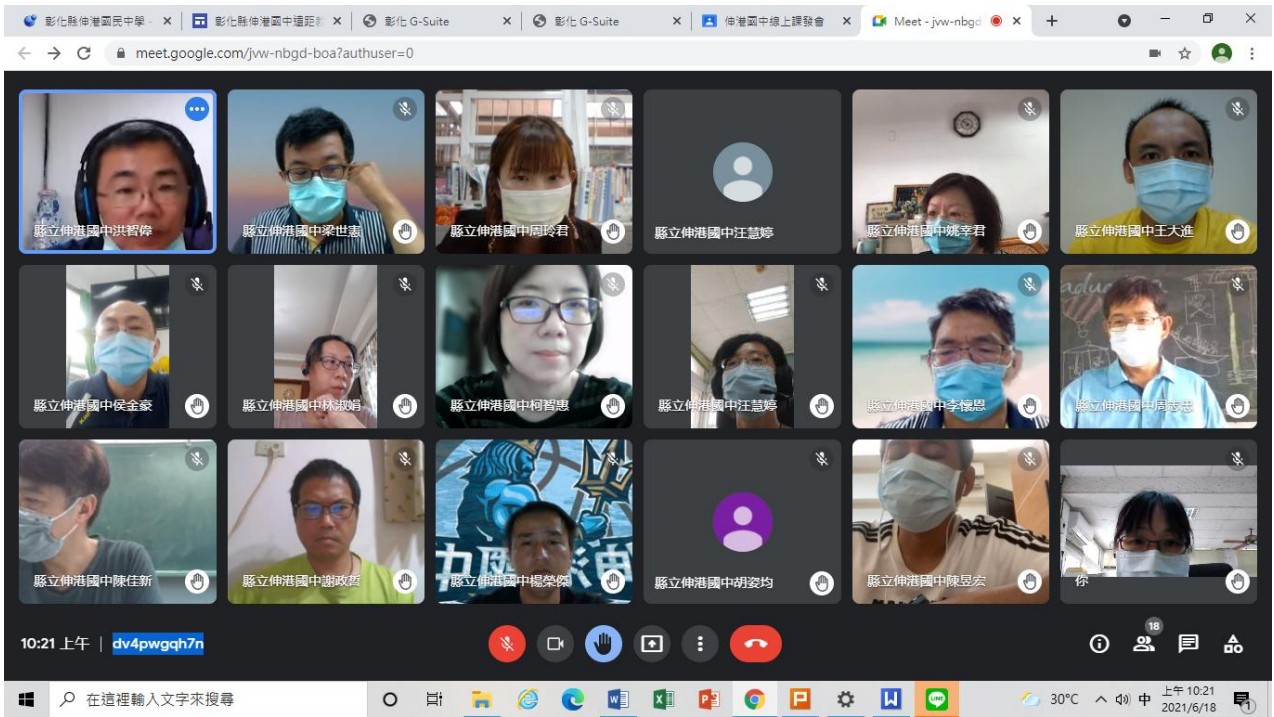 彰化縣伸港國民中學 -
彰化縣伸港國中遠距
彰化 G-Suite
彰化 G-Suite
伸港國中線上課發會
Meet - jvw-nbgd
meet.google.com/jvw-nbgd-boa?authuser=0
縣立伸港國中洪智偉
縣立伸港國中梁世憲
縣立伸港國中周玲君
縣立伸港國中汪慧婷
縣立伸港國中姚幸君
縣立伸港國中王大進
縣立伸港國中侯金豪
縣立伸港國中林淑娟
縣立伸港國中柯智惠
縣立伸港國中汪慧婷
縣立伸港國中李懷恩
縣立伸港國中周志忠
縣立伸港國中陳佳新
縣立伸港國中謝政哲
縣立伸港國中楊榮傑
縣立伸港國中胡姿均
縣立伸港國中陳昱宏
你
10:21 上午 | dv4pwgqh7n
18
在這裡輸入文字來搜尋
30°C
中
上午 10:21
2021/6/18
1